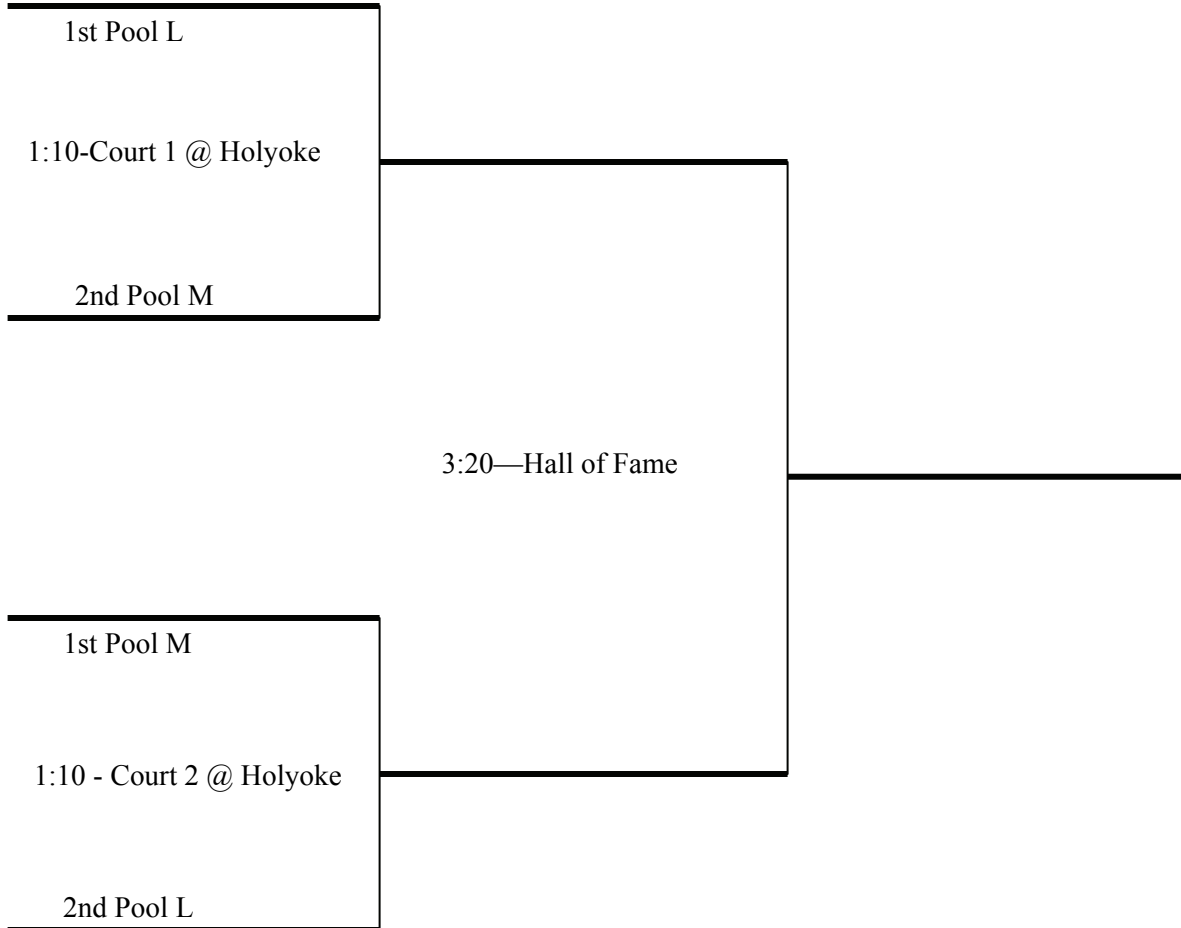 1st Pool L
1:10-Court 1 @ Holyoke
2nd Pool M
3:20—Hall of Fame
1st Pool M
1:10 - Court 2 @ Holyoke
2nd Pool L